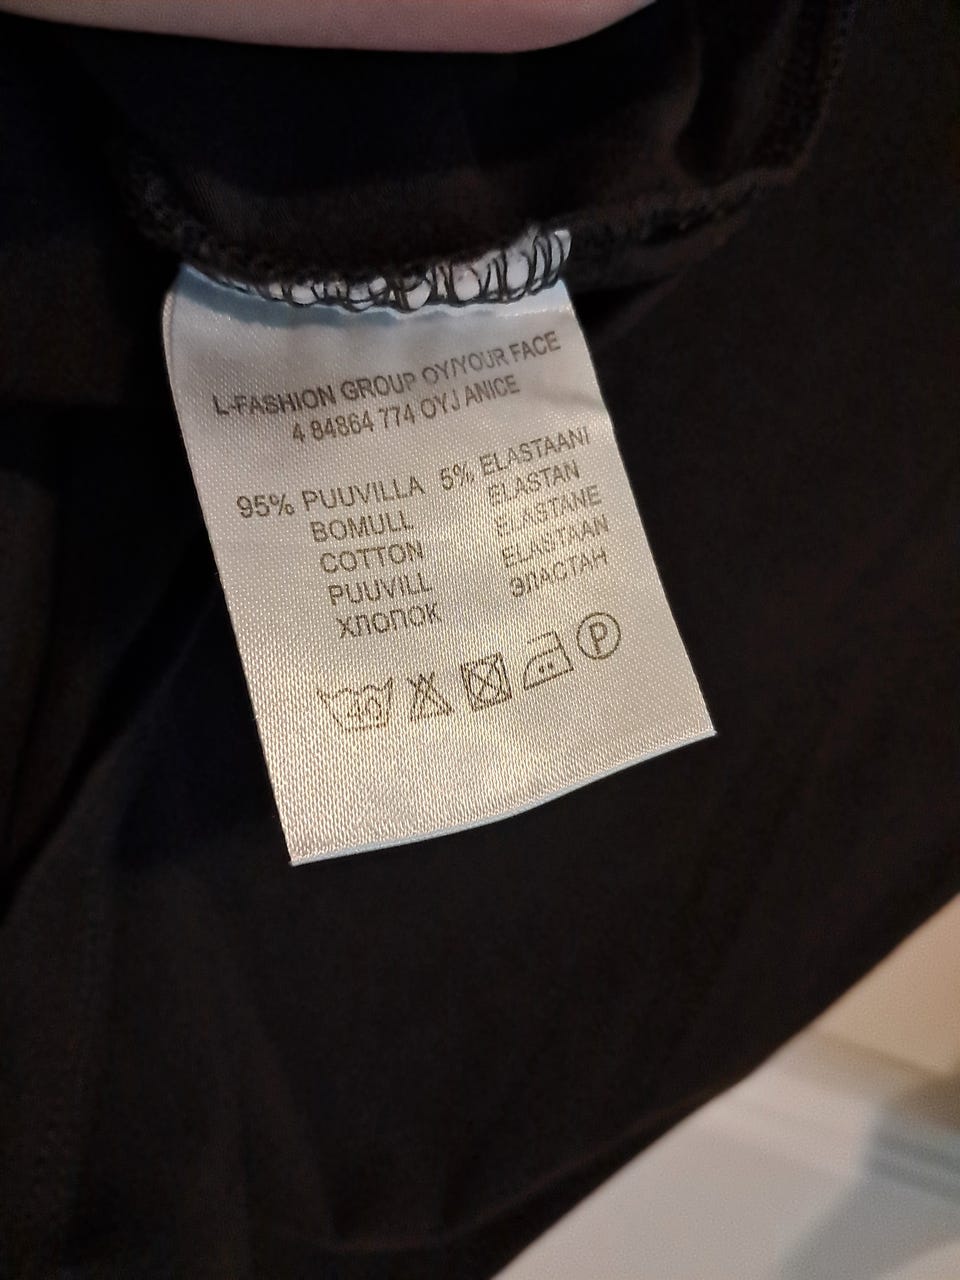 L-FASHION GROUP OY/YOUR FACE
4 84864 774 OYJ ANICE
95% PUUVILLA 5% ELASTAANI
BOMULL ELASTAN
COTTON ELASTANE
PUUVILL ELASTAAN
ХЛОПОК ЭЛАСТАН
40 P